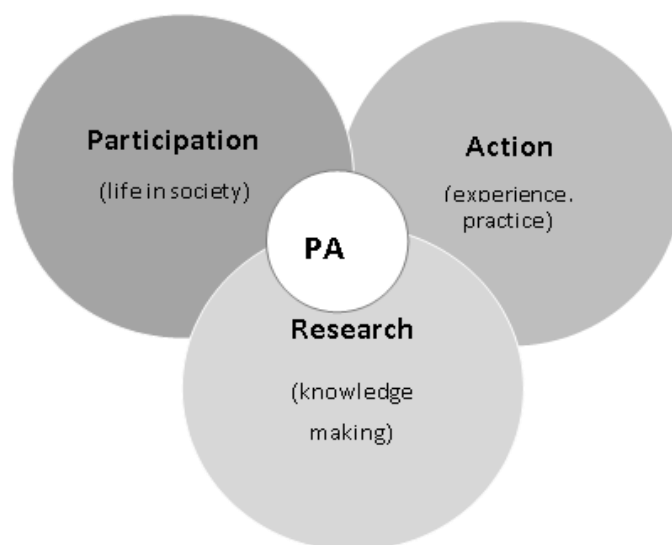 Participation
(life in society)
Action
(experience,
practice)
PA
Research
(knowledge
making)